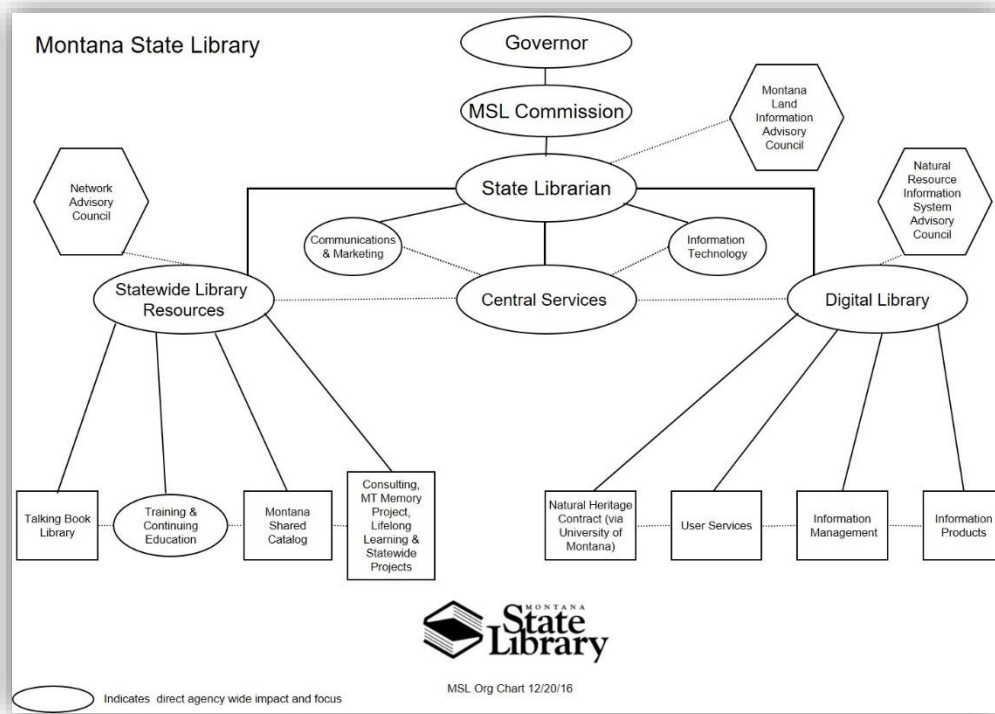 Montana State Library
Governor
MSL Commission
Montana
Land
Information
Advisory
Council
State Librarian
Network
Advisory
Council
Natural
Resource
Information
System
Advisory
Council
Communications
& Marketing
Information
Technology
Statewide Library
Resources
Central Services
Digital Library
Talking Book
Library
Training &
Continuing
Education
Montana
Shared
Catalog
Consulting,
MT Memory
Project,
Lifelong
Learning &
Statewide
Projects
Natural Heritage
Contract (via
University of
Montana)
User Services
Information
Management
Information
Products
MONTANA
State
Library
MSL Org Chart 12/20/16
Indicates direct agency wide impact and focus